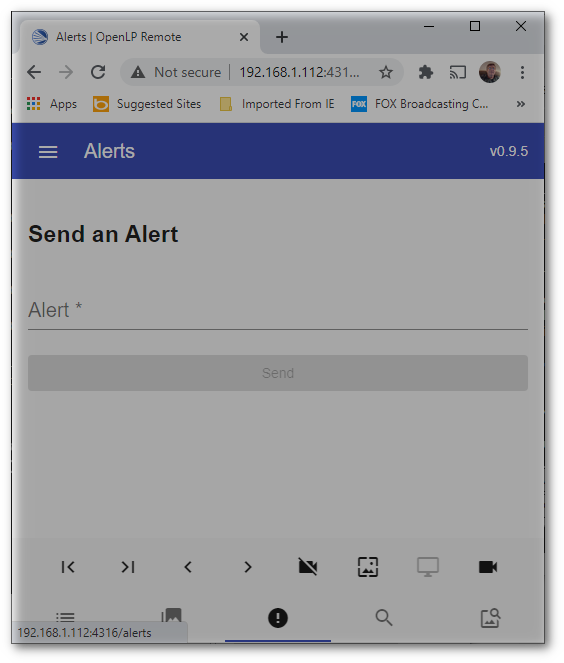 Alerts | OpenLP Remote
Not secure 192.168.1.112:431...
Apps Suggested Sites Imported From IE FOX Broadcasting C... »
Alerts v0.9.5
Send an Alert
Alert *
Send
192.168.1.112:4316/alerts